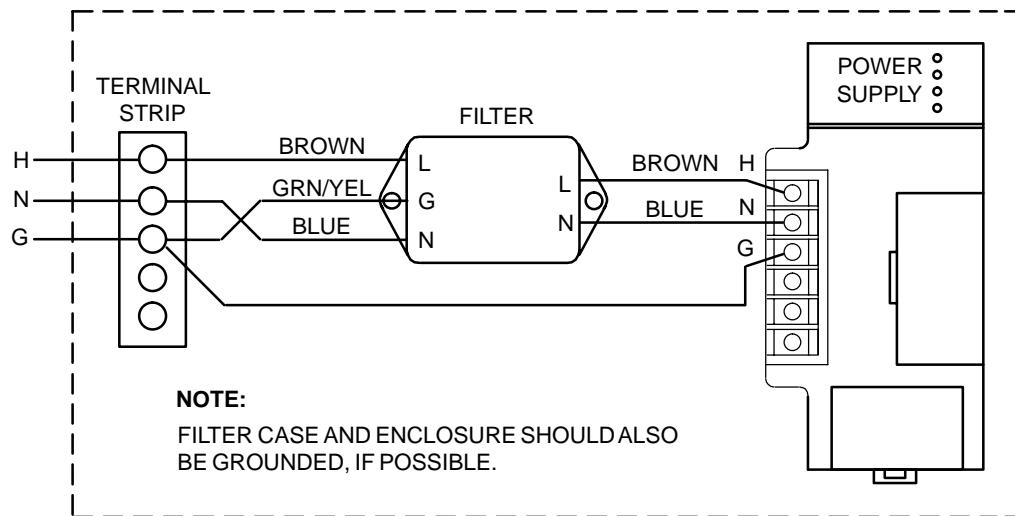 TERMINAL
STRIP
FILTER
POWER
SUPPLY
H
BROWN
L
BROWN
H
N
GRN/YEL
G
L
BLUE
N
G
BLUE
N
N
G
NOTE:
FILTER CASE AND ENCLOSURE SHOULD ALSO
BE GROUNDED, IF POSSIBLE.